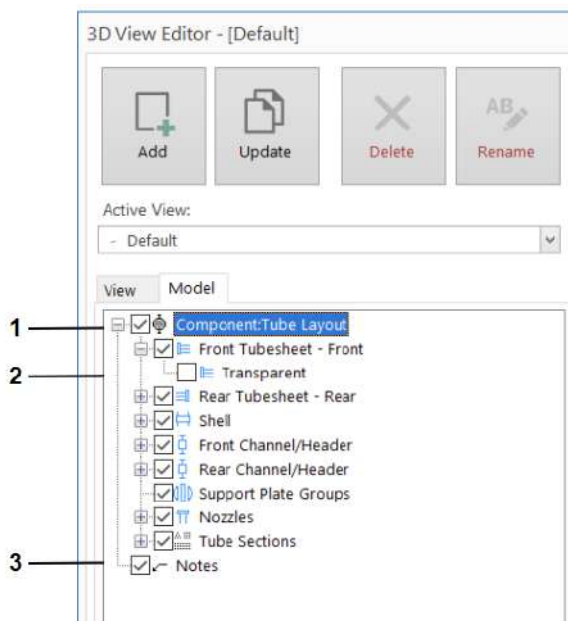 3D View Editor - [Default]
AB
Add
Update
Delete
Rename
Active View:
- Default
View
Model
1
Component:Tube Layout
Front Tubesheet - Front
2
Transparent
Rear Tubesheet - Rear
Shell
Front Channel/Header
Rear Channel/Header
Support Plate Groups
Nozzles
Tube Sections
3
Notes